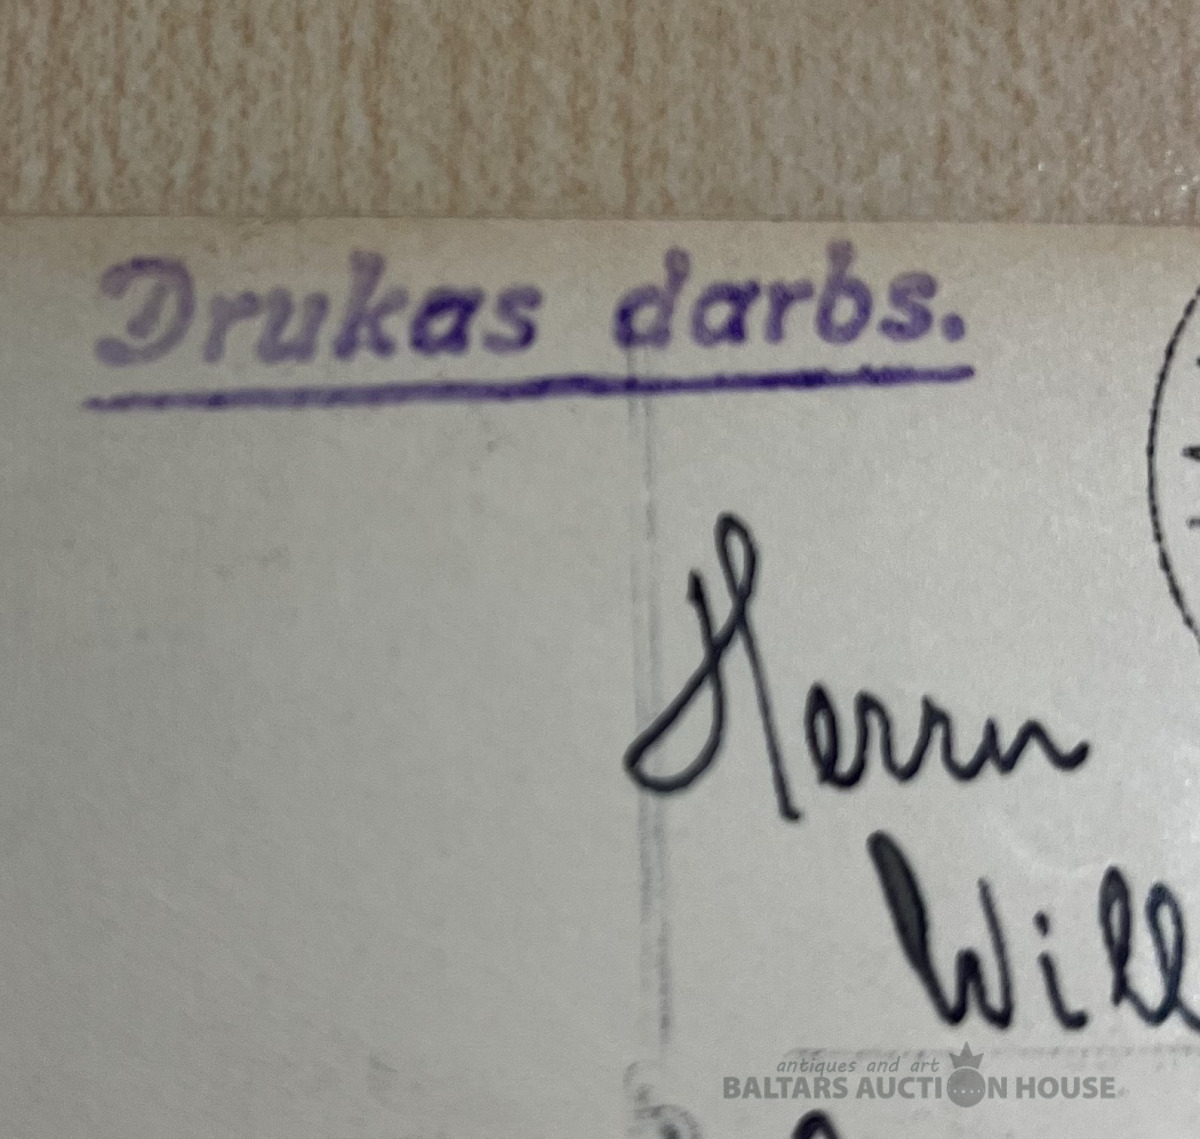 Drukas darbs.
Herrn
Will
antiques and art
BALTARS AUCTION HOUSE